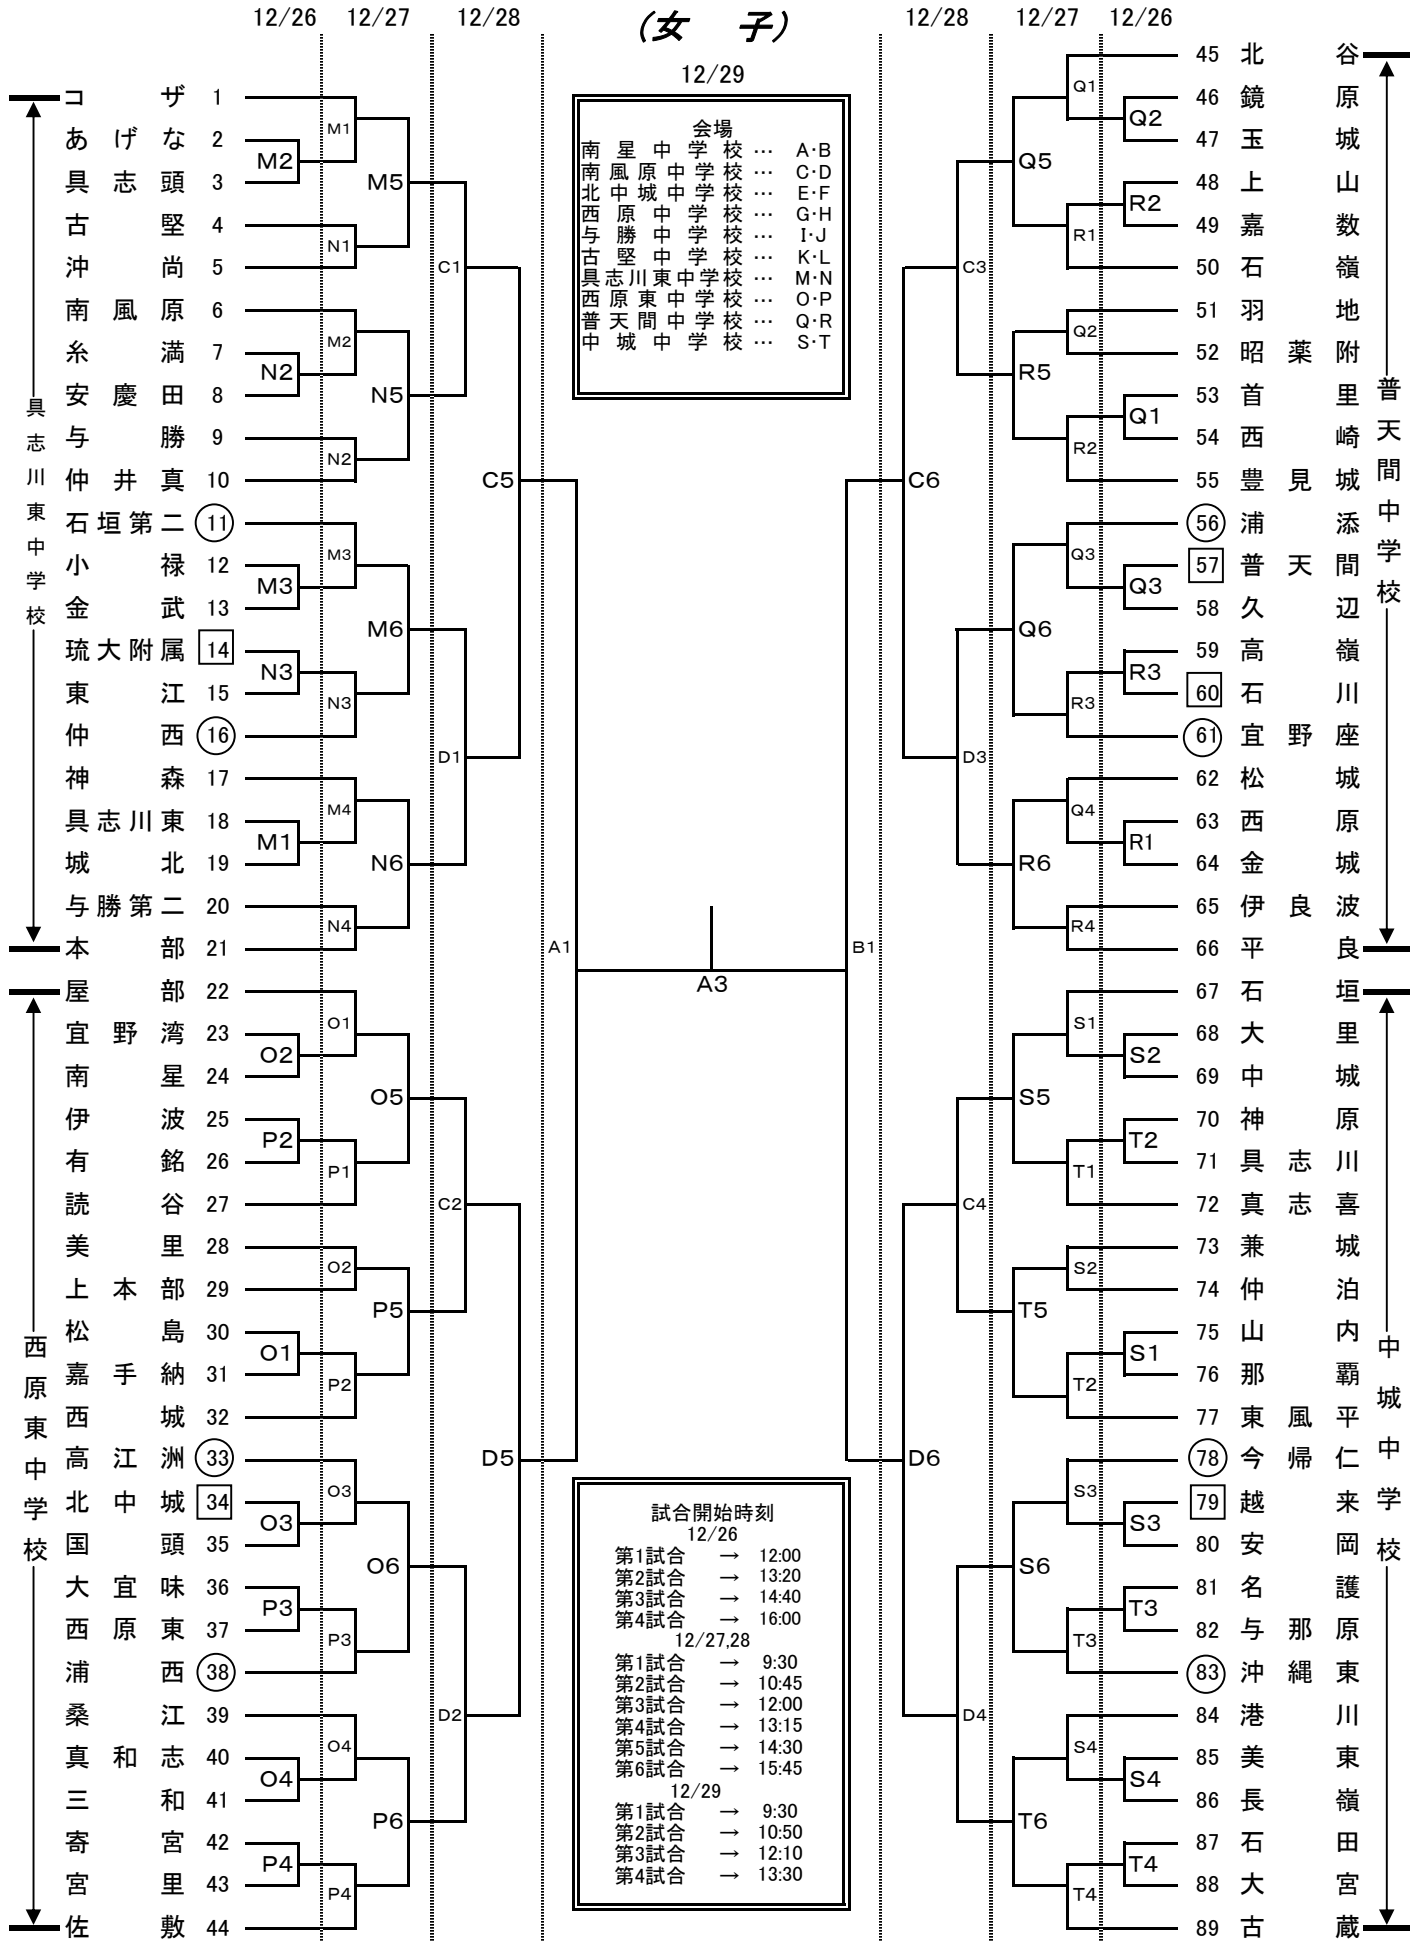 12/26 12/27 12/28 （女　子） 12/28 12/27 12/26
12/29
コザ 1
あげな 2
具志頭 3
古堅 4
沖尚 5
南風原 6
糸満 7
安慶田 8
与勝 9
仲井真 10
石垣第二 11
小禄 12
金武 13
琉大附属 14
東江 15
仲西 16
神森 17
具志川東 18
城北 19
与勝第二 20
本部 21
屋部 22
宜野湾 23
南星 24
伊波 25
有銘 26
読谷 27
美里 28
上本部 29
松島 30
嘉手納 31
西城 32
高江洲 33
北中城 34
国頭 35
大宜味 36
西原東 37
浦西 38
桑江 39
真和志 40
三和 41
寄宮 42
宮里 43
佐敷 44
具志川東中学校
西原東中学校
M2
N2
M3
N3
M1
O2
P2
O1
O3
P3
O4
P4
M1
N1
M2
N2
M3
N3
M4
N4
O1
P1
O2
P2
O3
P3
O4
P4
M5
N5
M6
N6
O5
P5
O6
P6
C1
D1
C2
D2
C5
D5
A1
会場
南星中学校… A･B
南風原中学校… C･D
北中城中学校… E･F
西原中学校… G･H
与勝中学校… I･J
古堅中学校… K･L
具志川東中学校… M･N
西原東中学校… O･P
普天間中学校… Q･R
中城中学校… S･T
A3
試合開始時刻
12/26
第1試合 → 12:00
第2試合 → 13:20
第3試合 → 14:40
第4試合 → 16:00
12/27,28
第1試合 → 9:30
第2試合 → 10:45
第3試合 → 12:00
第4試合 → 13:15
第5試合 → 14:30
第6試合 → 15:45
12/29
第1試合 → 9:30
第2試合 → 10:50
第3試合 → 12:10
第4試合 → 13:30
B1
C6
D6
C3
D3
C4
D4
Q5
R5
Q6
R6
S5
T5
S6
T6
Q1
R1
Q2
R2
Q3
R3
Q4
R4
S1
T1
S2
T2
S3
T3
S4
T4
Q2
R2
Q1
Q3
R3
R1
S2
T2
S1
S3
T3
S4
T4
45 北谷
46 鏡原
47 玉城
48 上山
49 嘉数
50 石嶺
51 羽地
52 昭薬附
53 首里
54 西崎
55 豊見城
56 浦添
57 普天間
58 久辺
59 高嶺
60 石川
61 宜野座
62 松城
63 西原
64 金城
65 伊良波
66 平良
67 石垣
68 大里
69 中城
70 神原
71 具志川
72 真志喜
73 兼城
74 仲泊
75 山内
76 那覇
77 東風平
78 今帰仁
79 越来
80 安岡
81 名護
82 与那原
83 沖縄東
84 港川
85 美東
86 長嶺
87 石田
88 大宮
89 古蔵
普天間中学校
中城中学校